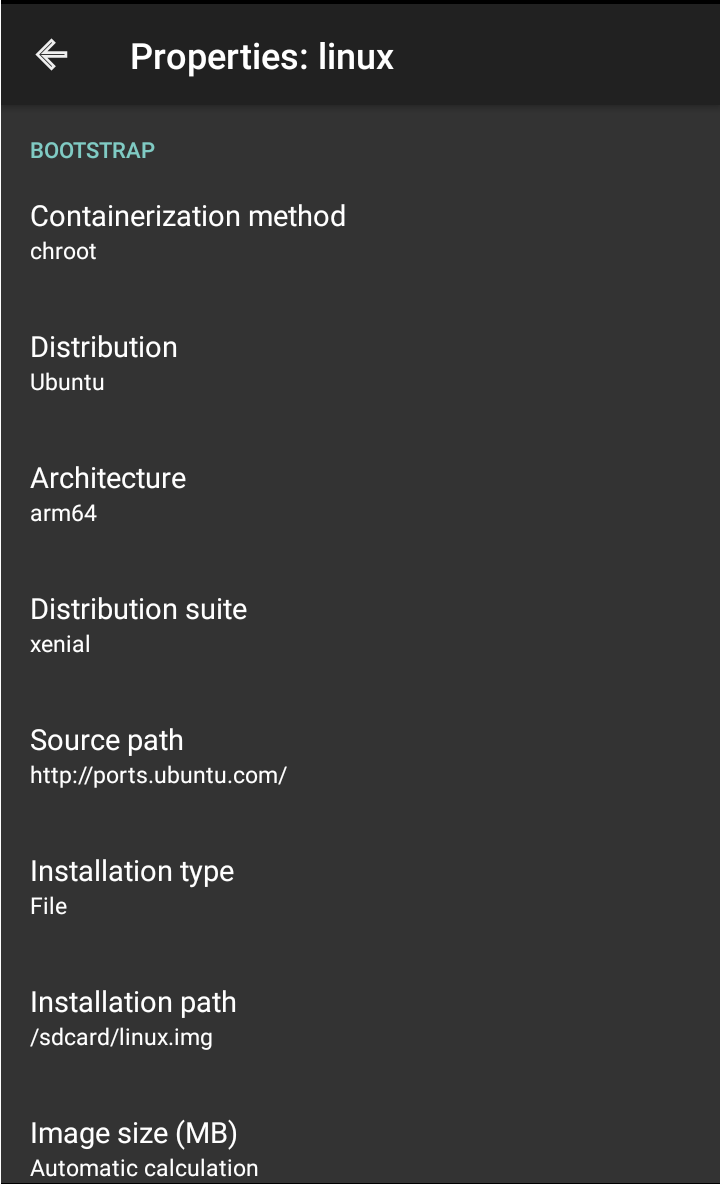 Properties: linux
BOOTSTRAP
Containerization method
chroot
Distribution
Ubuntu
Architecture
arm64
Distribution suite
xenial
Source path
http://ports.ubuntu.com/
Installation type
File
Installation path
/sdcard/linux.img
Image size (MB)
Automatic calculation